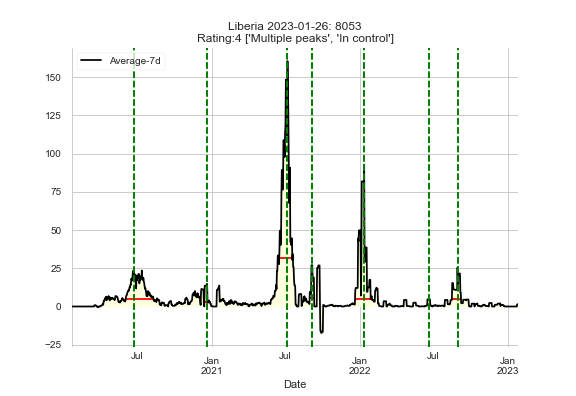 Liberia 2023-01-26: 8053
Rating:4 ['Multiple peaks', 'In control']
Average-7d
150
125
100
75
50
25
0
−25
Jul Jan Jul Jan Jul Jan
2021 2022 2023
Date